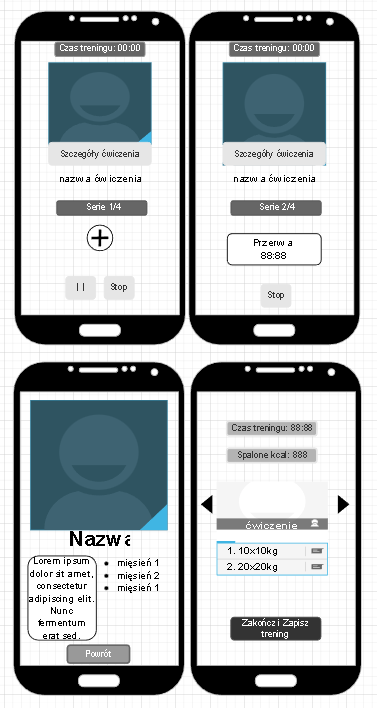 Czas treningu: 00:00
Szczegóły ćwiczenia
nazwa ćwiczenia
Serie 1/4
| |
Stop
Czas treningu: 00:00
Szczegóły ćwiczenia
nazwa ćwiczenia
Serie 2/4
Przerwa
88:88
Stop
Nazwa
Lorem ipsum
dolor sit amet,
consectetur
adipiscing elit.
Nunc
fermentum
erat sed.
• mięsień 1
• mięsień 2
• mięsień 1
Powrót
Czas treningu: 88:88
Spalone kcal: 888
ćwiczenie
1. 10x10kg
2. 20x20kg
Zakończ i Zapisz
trening